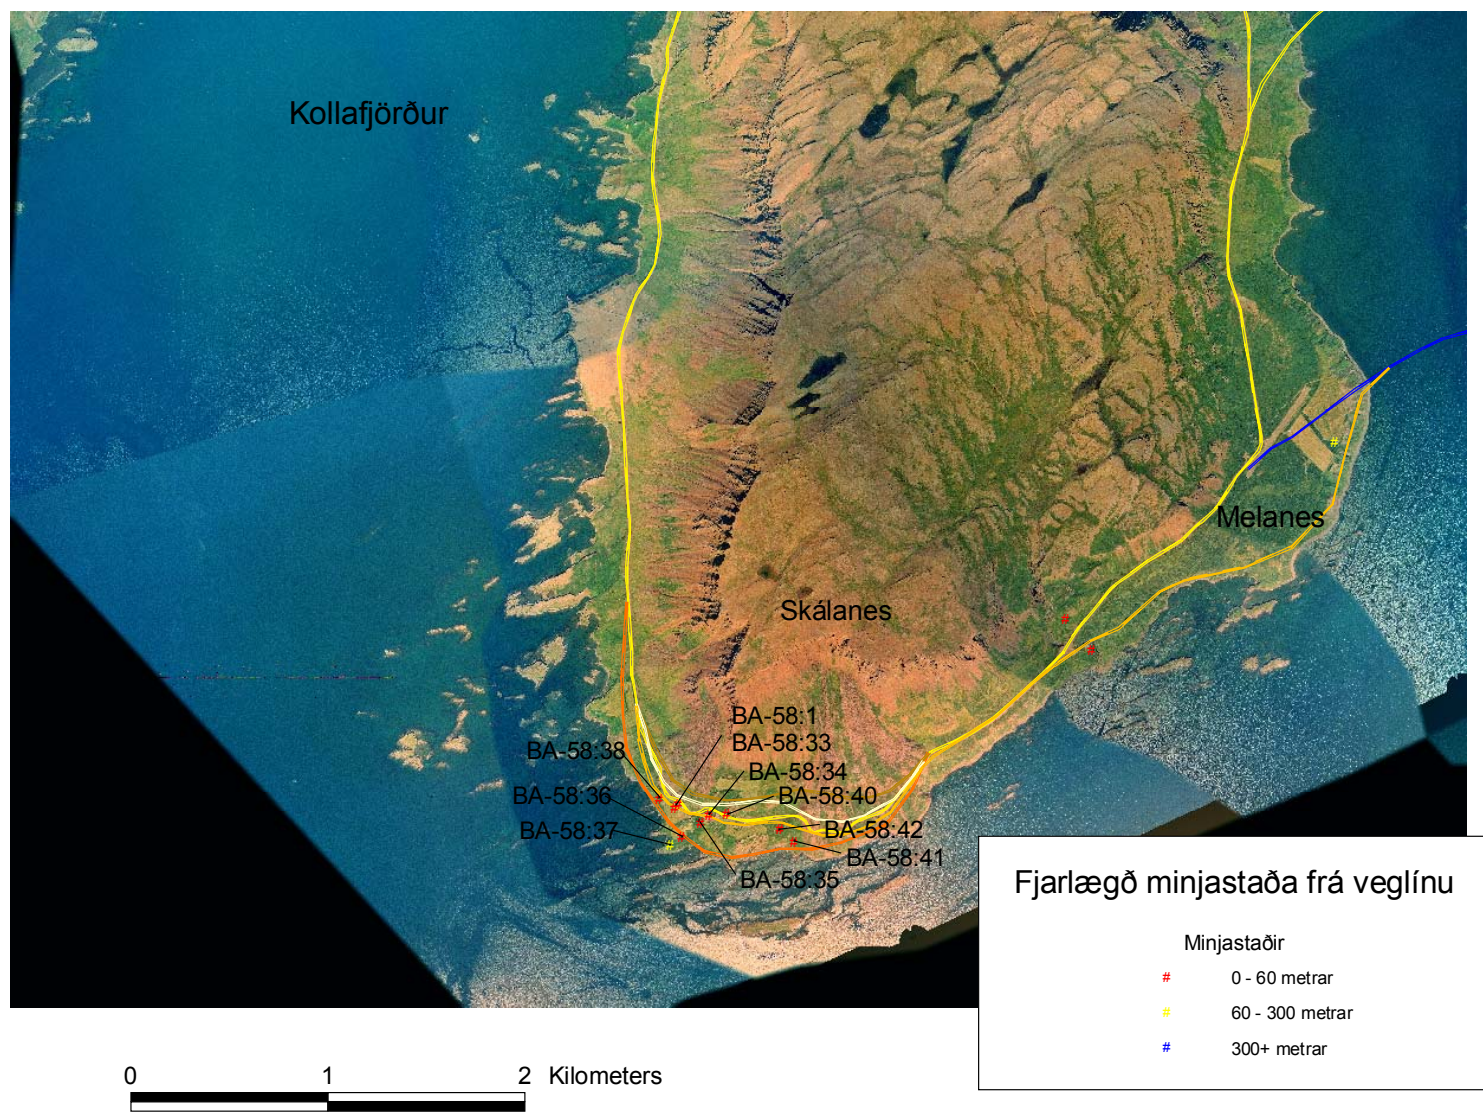 Kollafjörður
Melanes
Skálanes
BA-58:1
BA-58:33
BA-58:38
BA-58:34
BA-58:36
BA-58:40
BA-58:37
BA-58:42
BA-58:41
BA-58:35
Fjarlægð minjastaða frá veglínu
Minjastaðir
# 0 - 60 metrar
# 60 - 300 metrar
# 300+ metrar
0 1 2 Kilometers